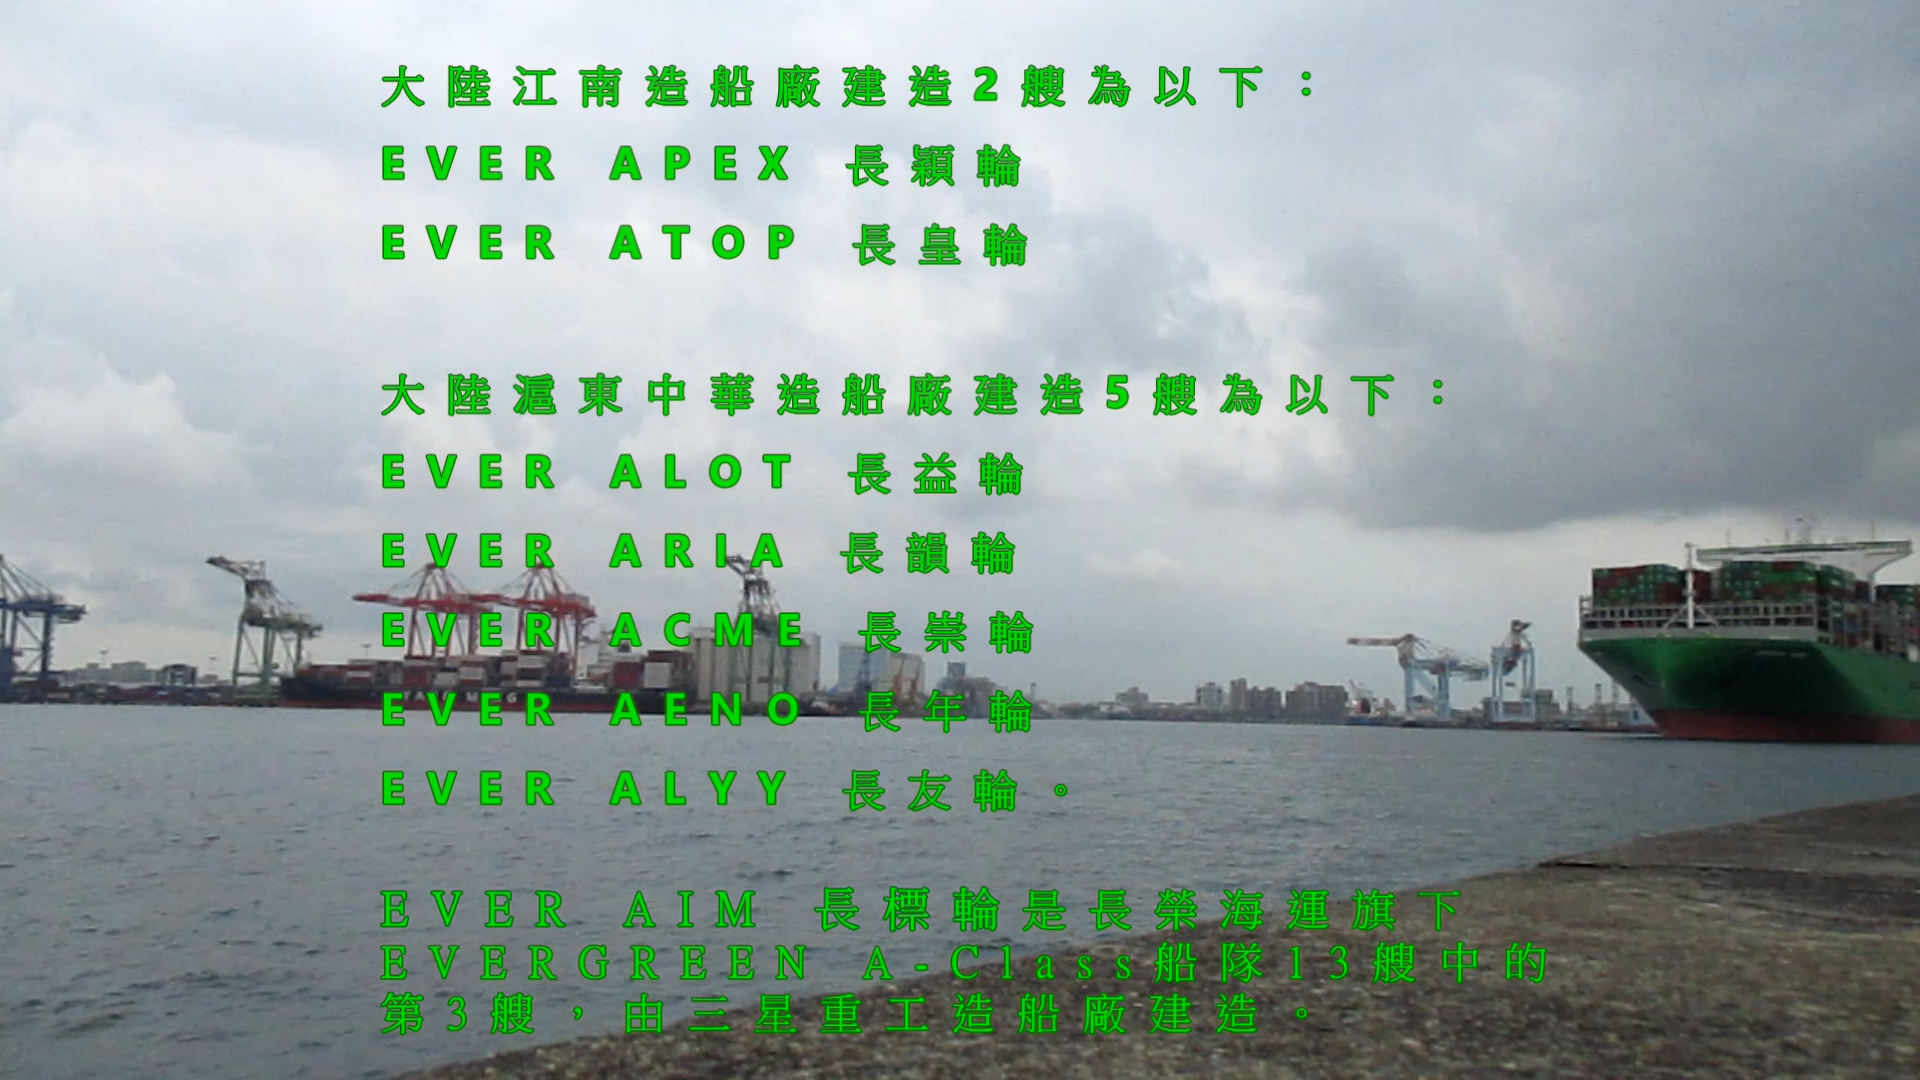 大陸江南造船廠建造2艘為以下：
EVER APEX 長穎輪
EVER ATOP 長皇輪
大陸滬東中華造船廠建造5艘為以下：
EVER ALOT 長益輪
EVER ARIA 長韻輪
EVER ACME 長崇輪
EVER AENO 長年輪
EVER ALYY 長友輪。
EVER AIM 長標輪是長榮海運旗下
EVERGREEN A-Class船隊13艘中的
第3艘，由三星重工造船廠建造。
YANG MING